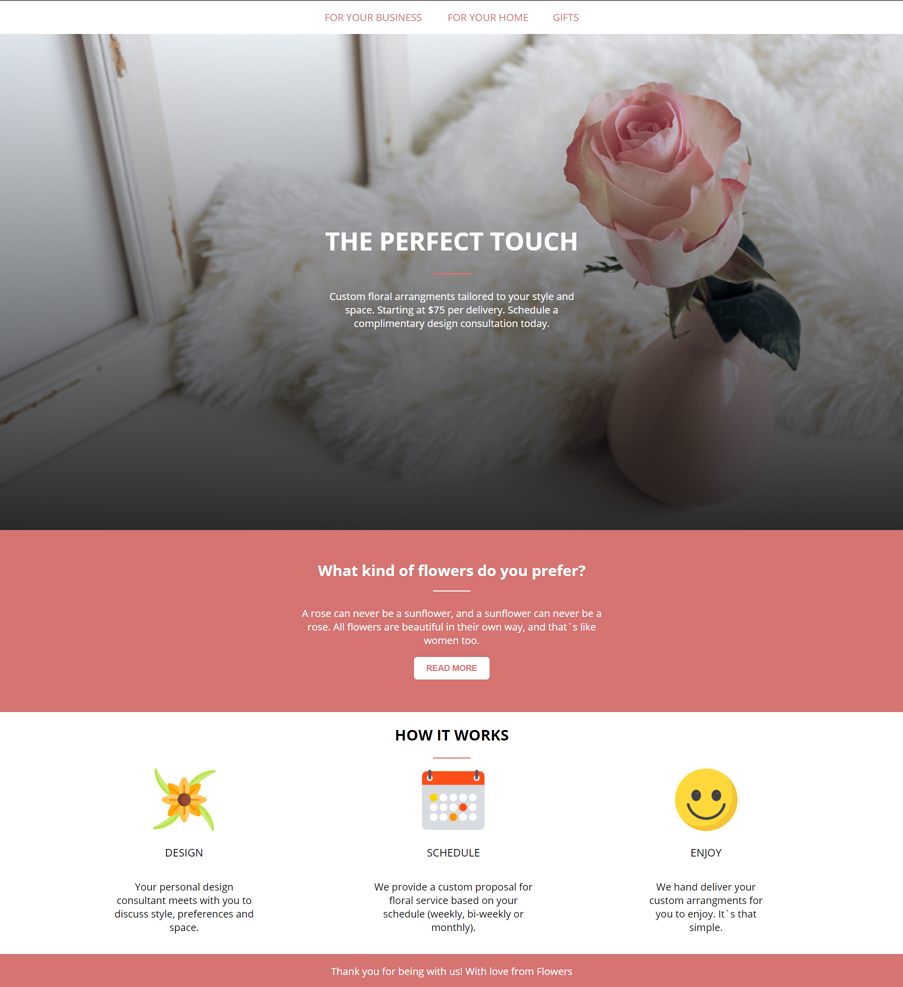 FOR YOUR BUSINESS FOR YOUR HOME GIFTS
THE PERFECT TOUCH
Custom floral arrangments tailored to your style and
space. Starting at $75 per delivery. Schedule a
complimentary design consultation today.
What kind of flowers do you prefer?
A rose can never be a sunflower, and a sunflower can never be a
rose. All flowers are beautiful in their own way, and that`s like
women too.
READ MORE
HOW IT WORKS
DESIGN
Your personal design
consultant meets with you to
discuss style, preferences and
space.
SCHEDULE
We provide a custom proposal for
floral service based on your
schedule (weekly, bi-weekly or
monthly).
ENJOY
We hand deliver your
custom arrangments for
you to enjoy. It`s that
simple.
Thank you for being with us! With love from Flowers